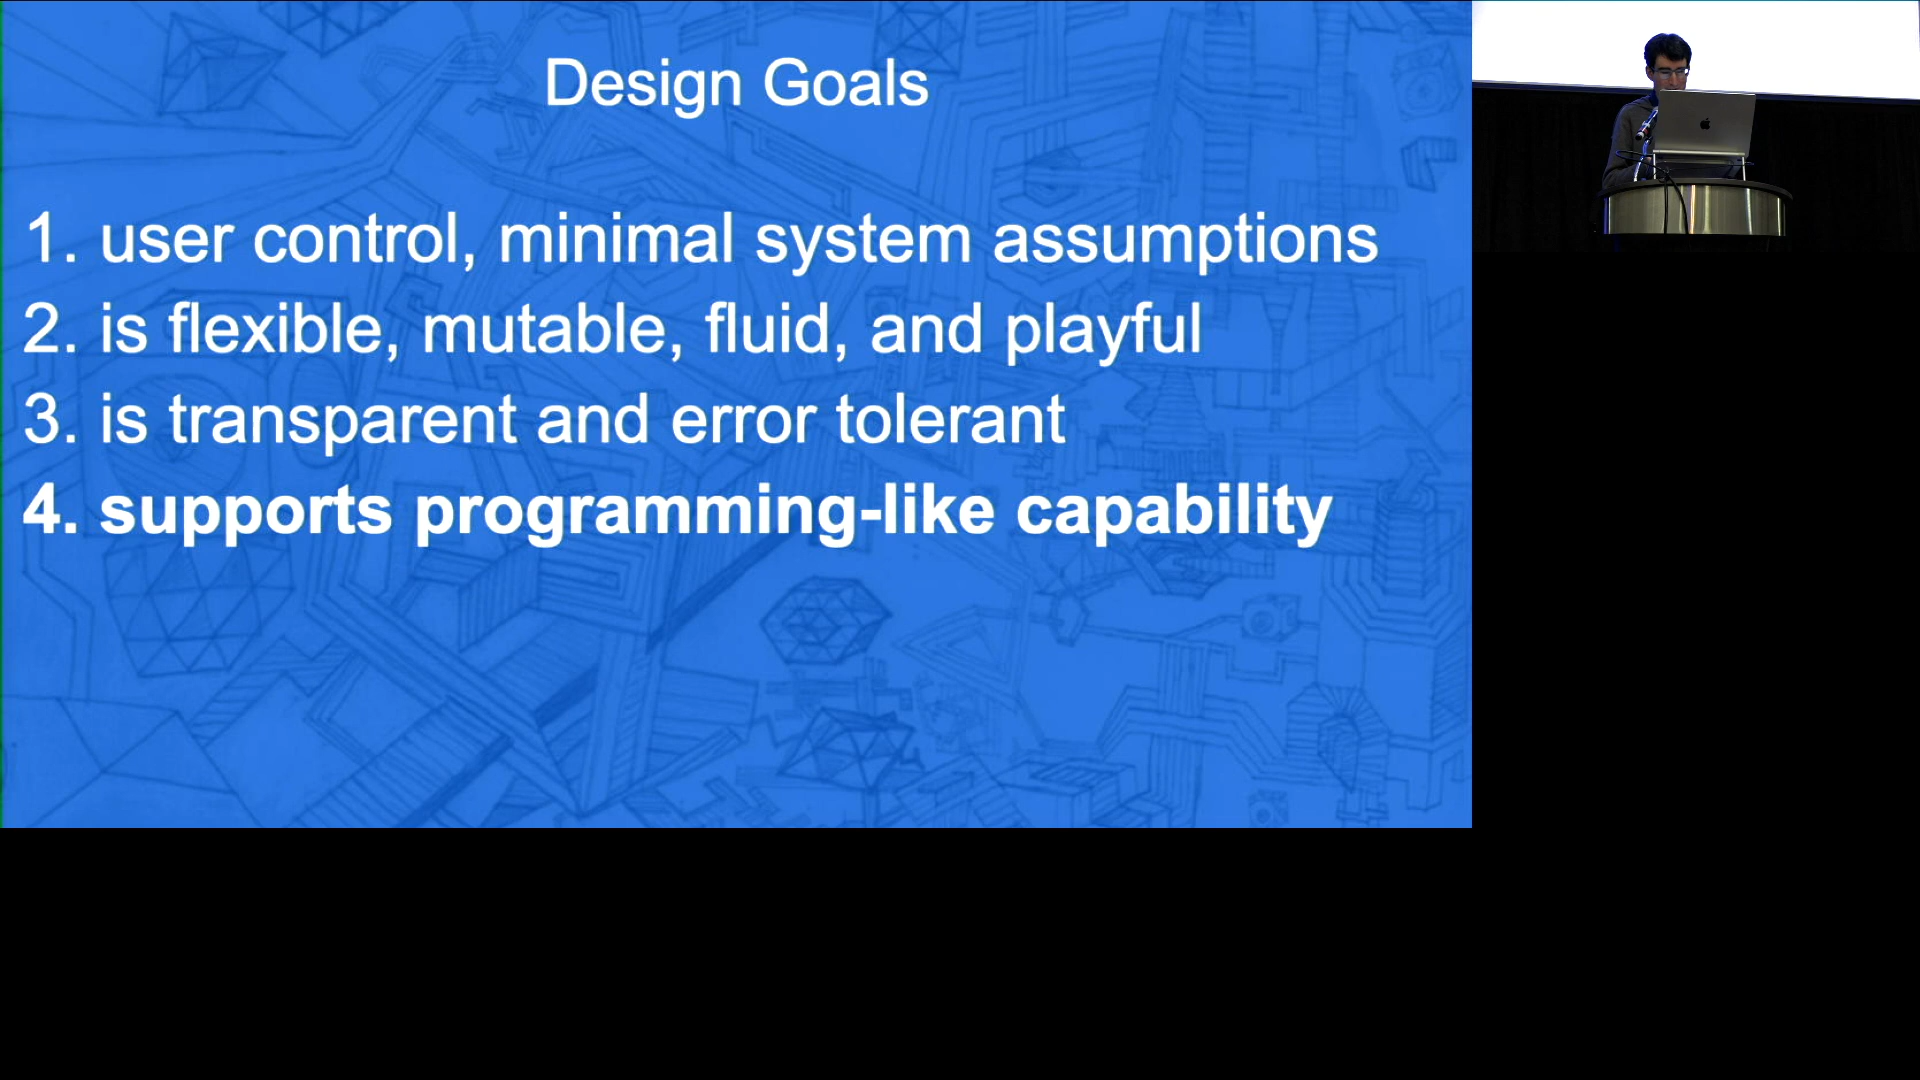 Design Goals
1. user control, minimal system assumptions
2. is flexible, mutable, fluid, and playful
3. is transparent and error tolerant
4. supports programming-like capability